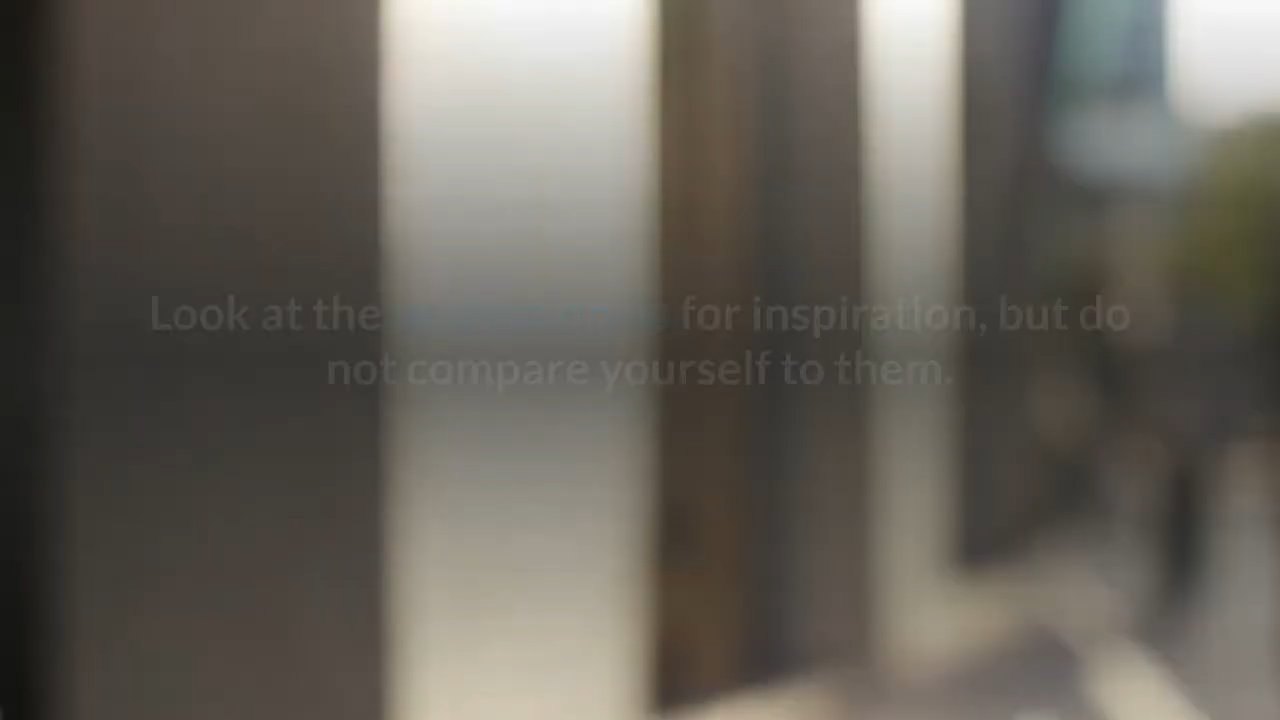 Look at the for inspiration, but do
not compare yourself to them.